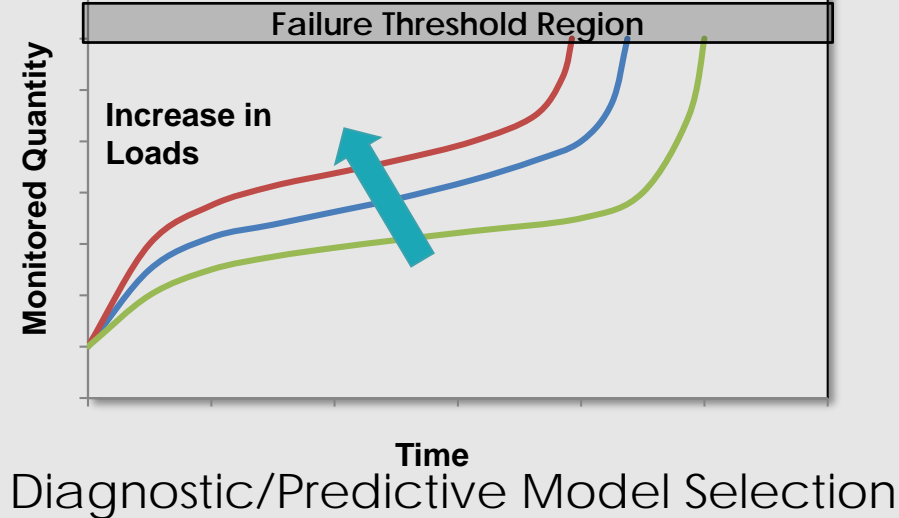 Failure Threshold Region
Increase in
Loads
Monitored Quantity
Time
Diagnostic/Predictive Model Selection